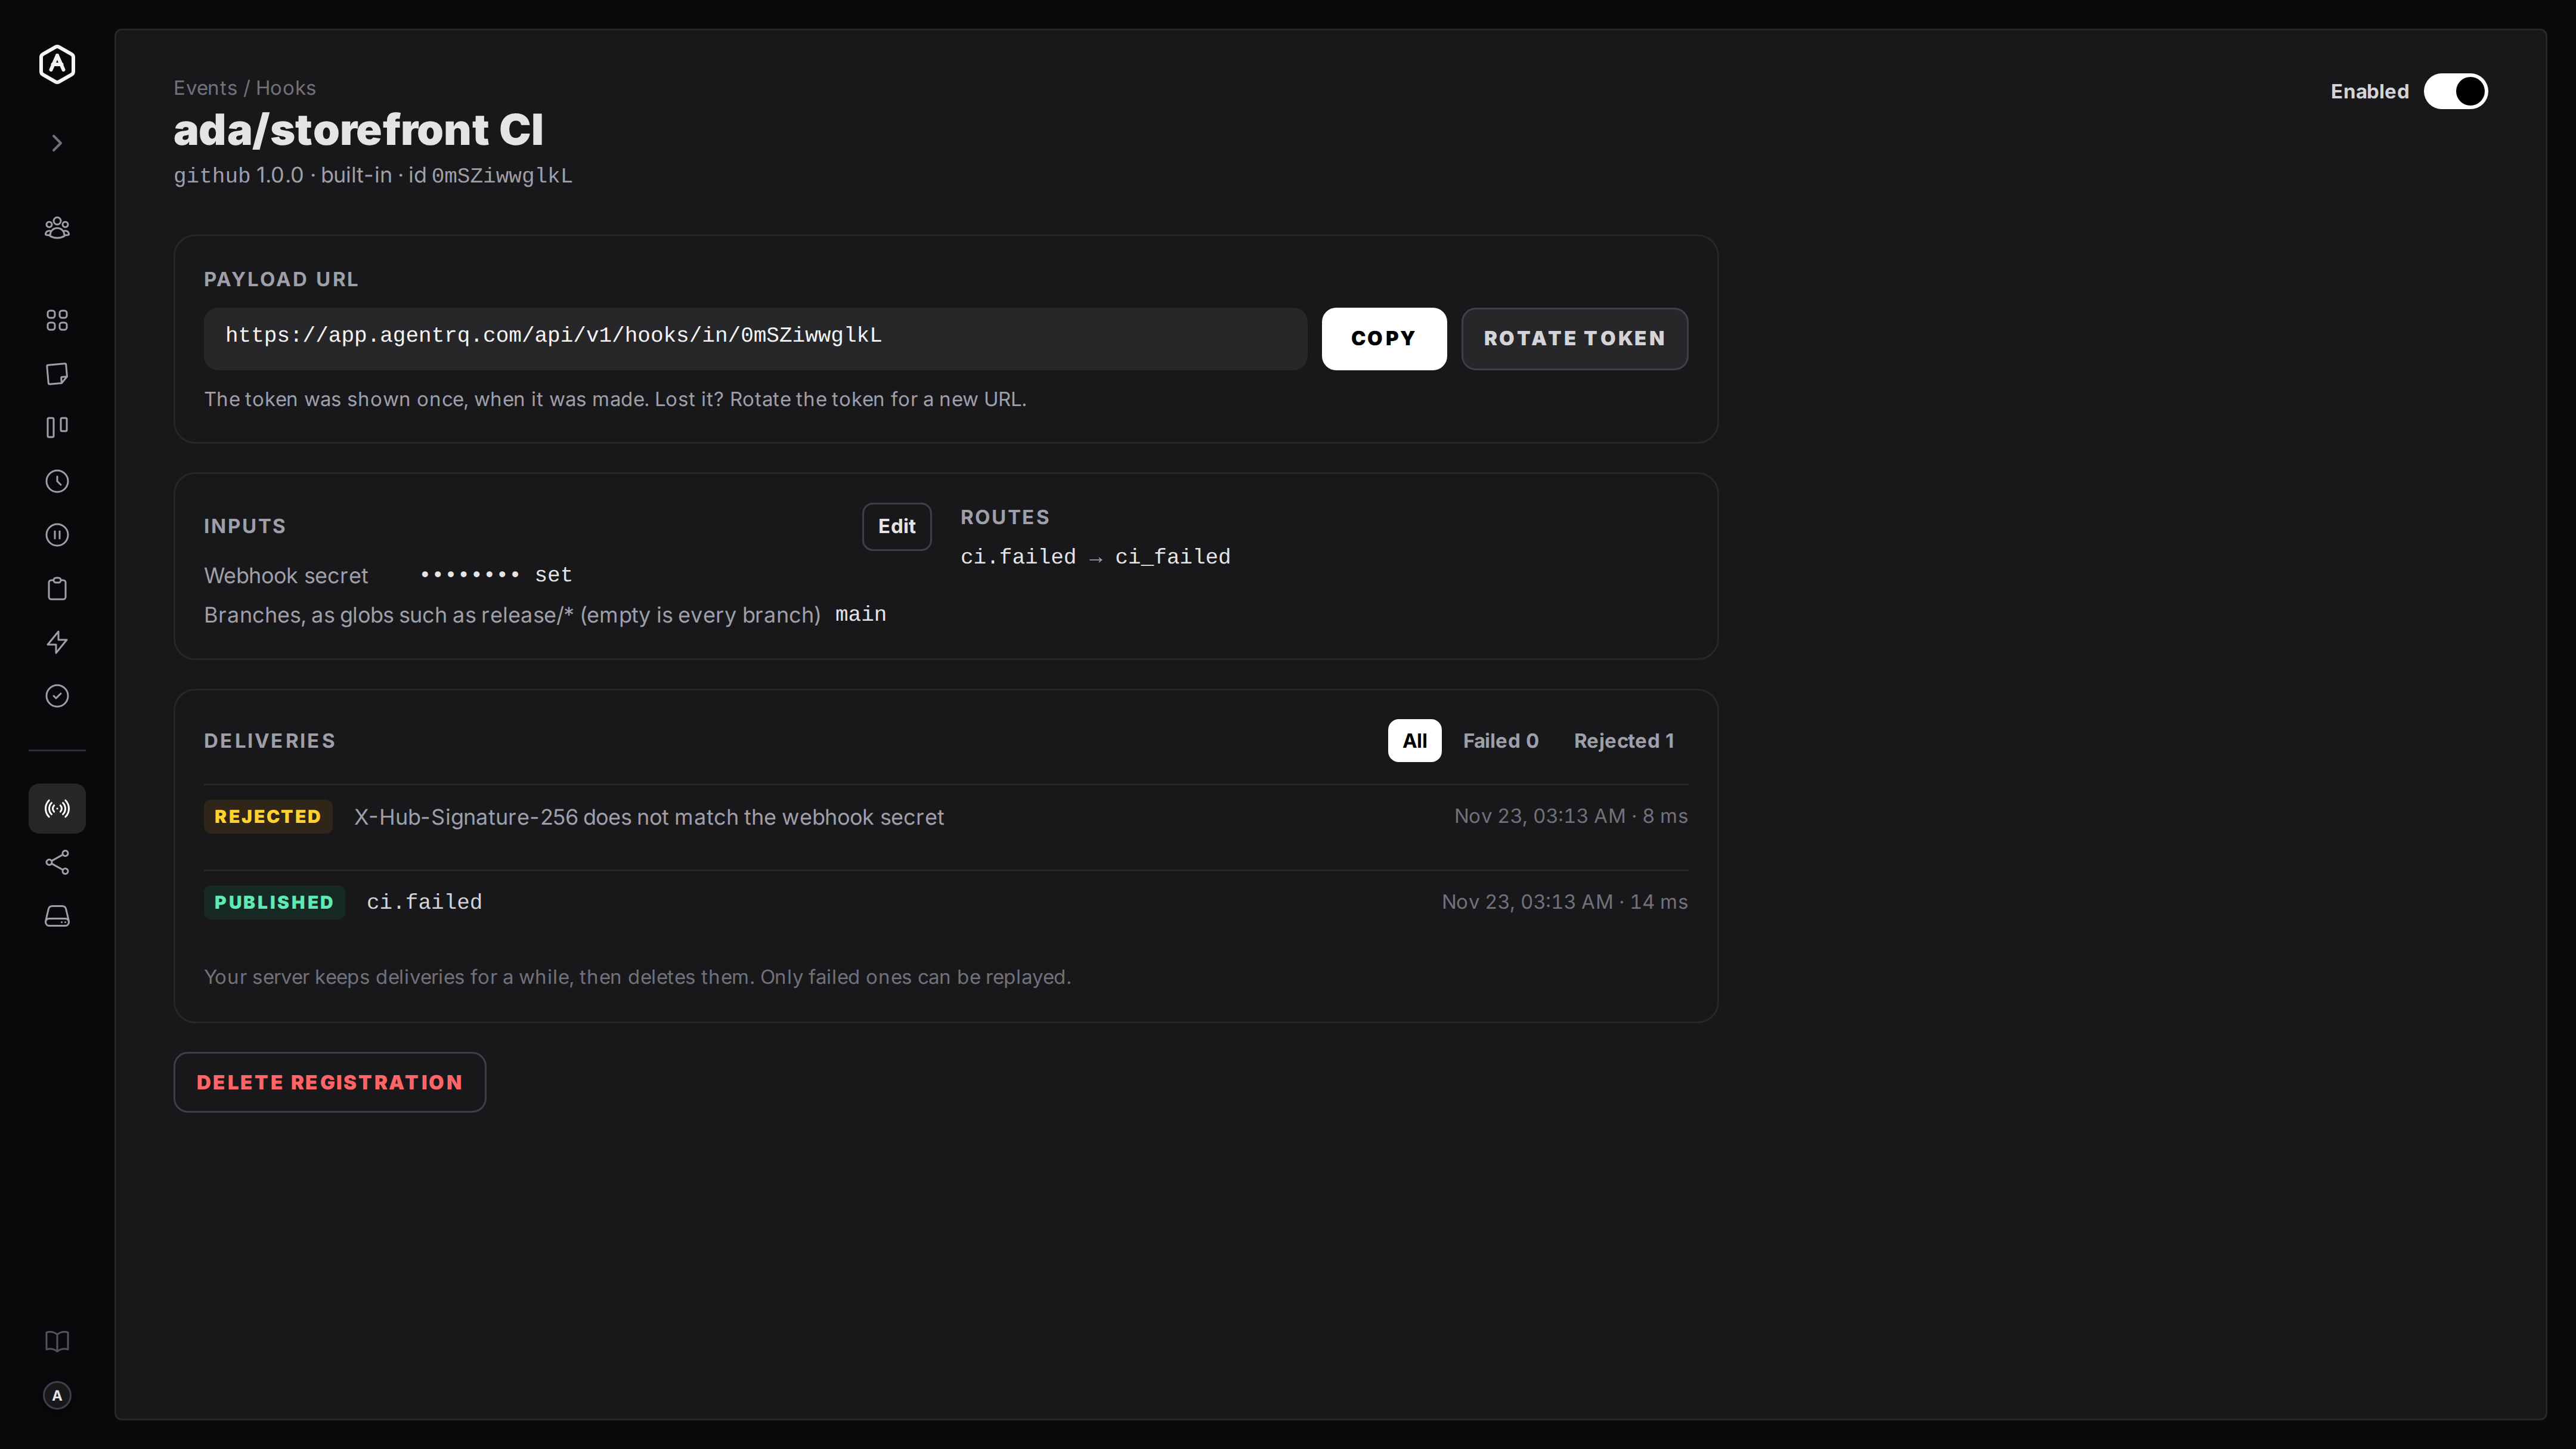 Events / Hooks
ada/storefront CI
github 1.0.0 · built-in · id 0mSZiwwglkL
Enabled
PAYLOAD URL
https://app.agentrq.com/api/v1/hooks/in/0mSZiwwglkL
COPY
ROTATE TOKEN
The token was shown once, when it was made. Lost it? Rotate the token for a new URL.
INPUTS
Edit
Webhook secret •••••••• set
Branches, as globs such as release/* (empty is every branch) main
ROUTES
ci.failed → ci_failed
DELIVERIES
All Failed 0 Rejected 1
REJECTED X-Hub-Signature-256 does not match the webhook secret Nov 23, 03:13 AM · 8 ms
PUBLISHED ci.failed Nov 23, 03:13 AM · 14 ms
Your server keeps deliveries for a while, then deletes them. Only failed ones can be replayed.
DELETE REGISTRATION
A